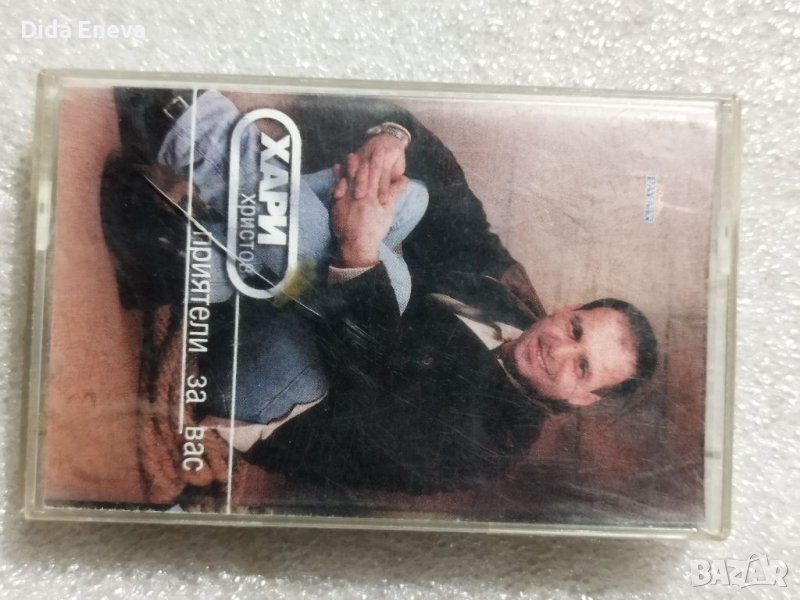 Dida Eneva
ХАРИ
Христов
приятели за вас
BAZAR